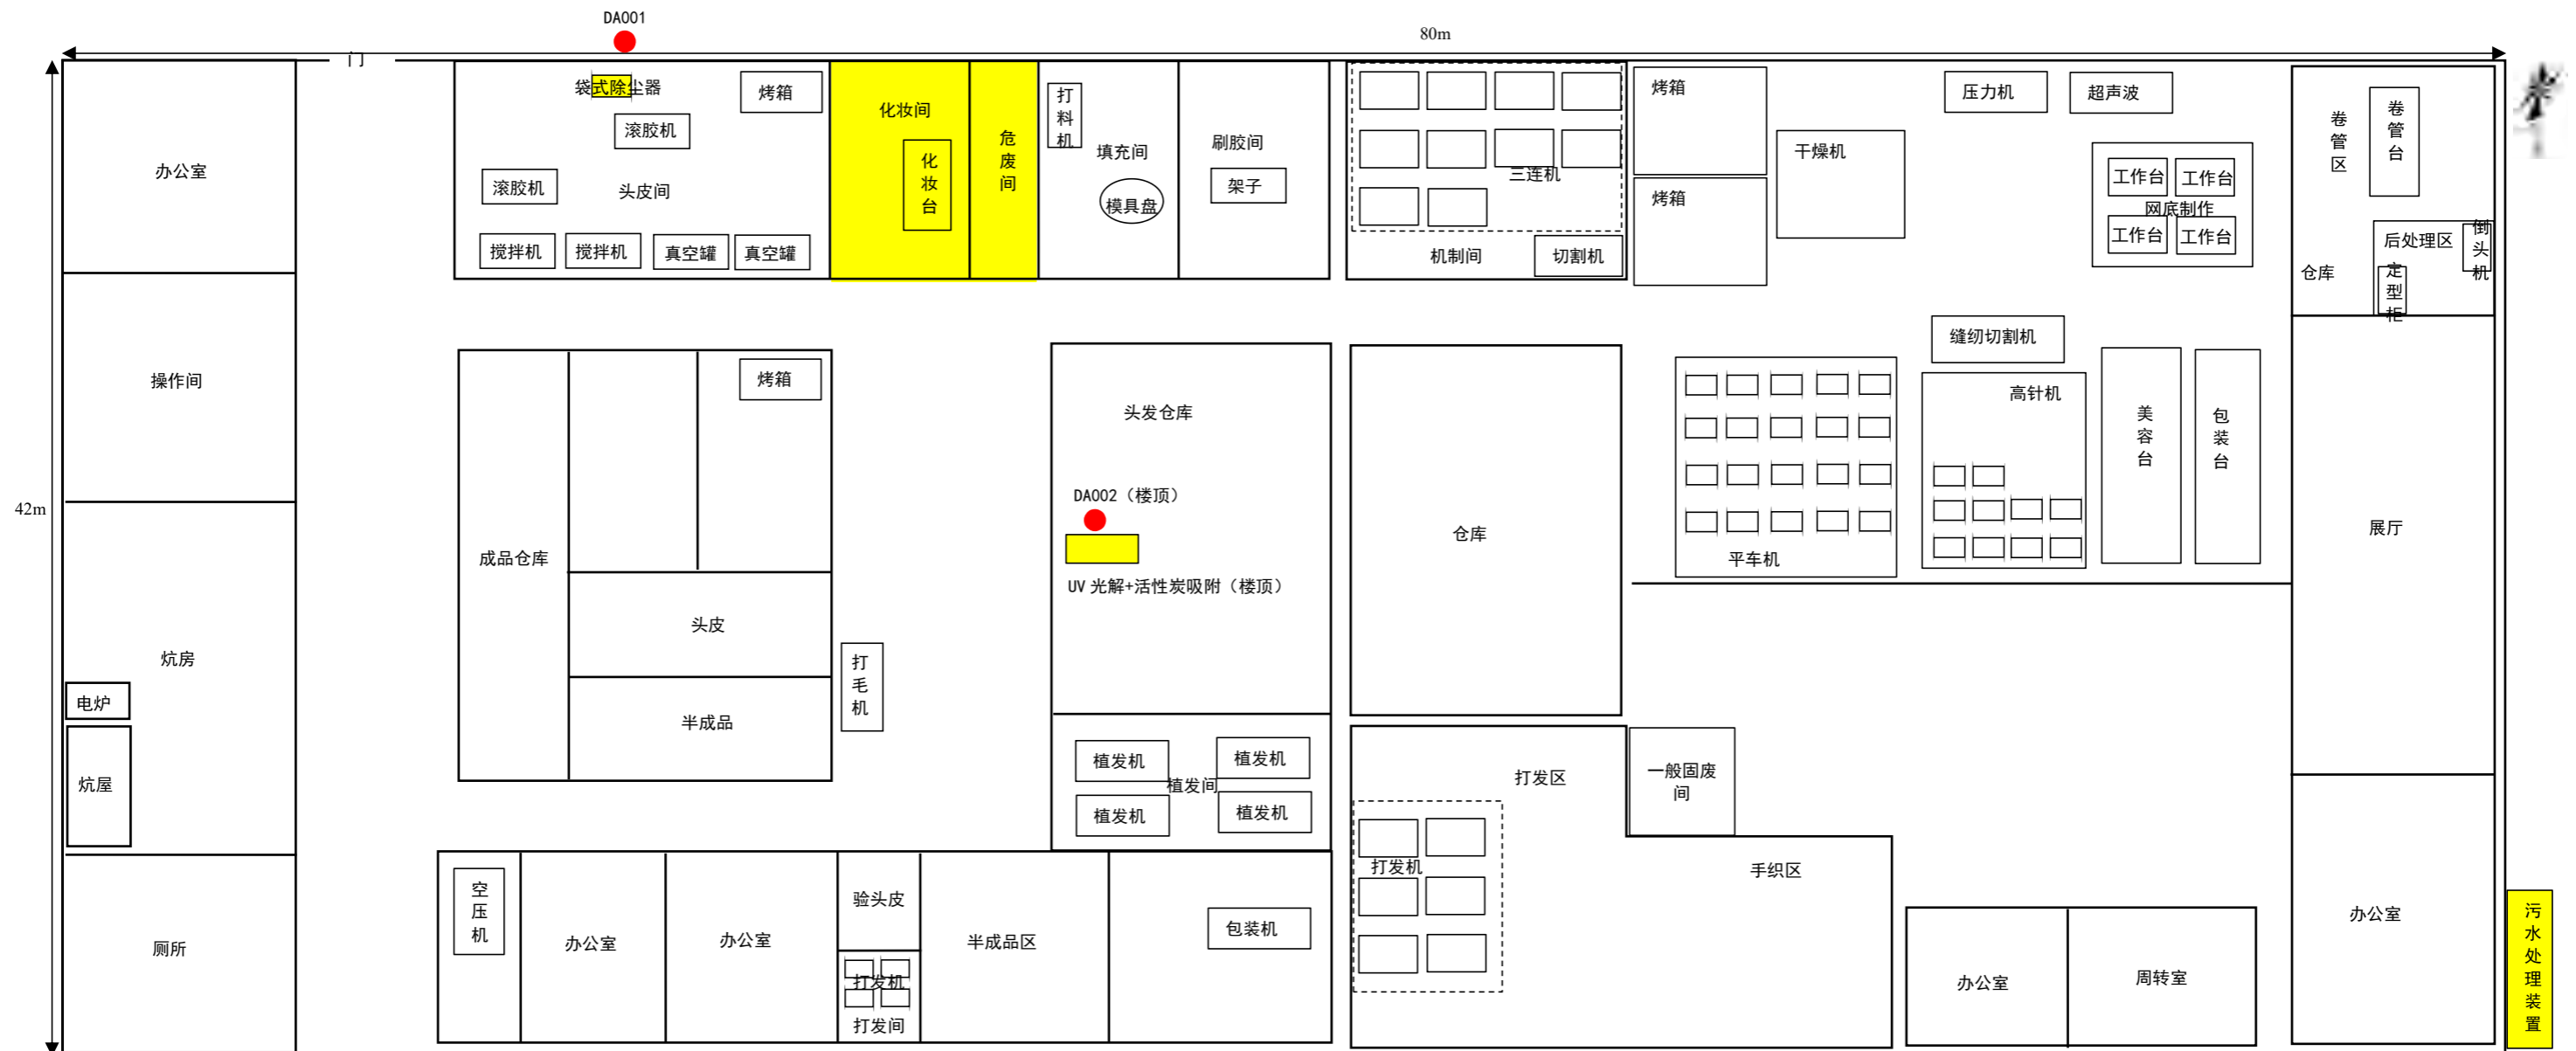 DA001
80m
门
42m
办公室
操作间
炕房
电炉
炕屋
厕所
袋式除尘器
烤箱
滚胶机
滚胶机
头皮间
搅拌机
搅拌机
真空罐
真空罐
化妆间
化妆台
危废间
打料机
填充间
模具盘
刷胶间
架子
三连机
机制间
切割机
烤箱
烤箱
干燥机
压力机
超声波
工作台
工作台
网底制作
工作台
工作台
卷管区
卷管台
后处理区
倒头机
仓库
定型柜
成品仓库
烤箱
头皮
半成品
打毛机
头发仓库
DA002（楼顶）
UV 光解+活性炭吸附（楼顶）
植发机
植发机
植发间
植发机
植发机
仓库
缝纫切割机
平车机
高针机
美容台
包装台
展厅
空压机
办公室
办公室
验头皮
打发机
打发间
半成品区
包装机
打发区
打发机
一般固废
间
手织区
办公室
周转室
办公室
污水处理装置